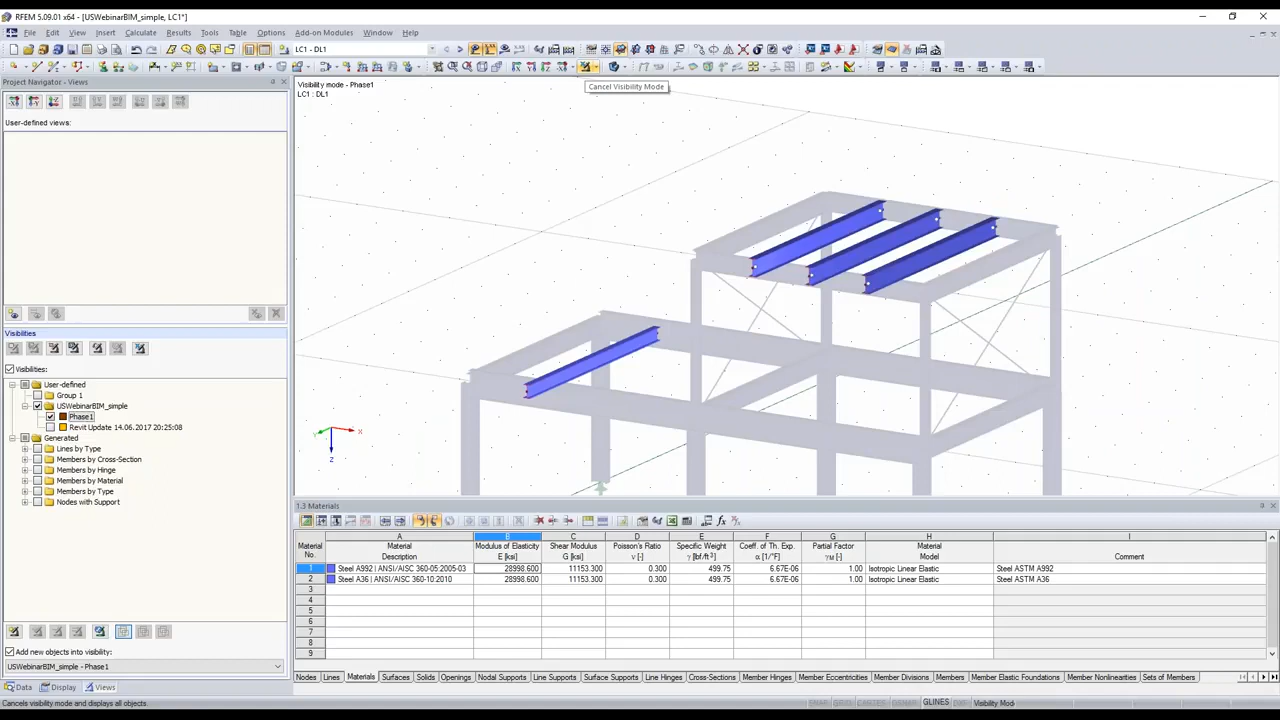 RFEM 5.09.01 x64 - [USWebinarBIM_simple, LC1*]
File Edit View Insert Calculate Results Tools Table Options Add-on Modules Window Help
LC1 - DL1
Project Navigator - Views
Cancel Visibility Mode
Visibility mode - Phase1
LC1 : DL1
User-defined views:
Visibilities
Visibilities:
User-defined
Group 1
USWebinarBIM_simple
Phase1
Revit Update 14.06.2017 20:25:08
Generated
Lines by Type
Members by Cross-Section
Members by Hinge
Members by Material
Members by Type
Nodes with Support
X
Y
Z
1.3 Materials
A B C D E F G H I
Material Material Modulus of Elasticity Shear Modulus Poisson's Ratio Specific Weight Coeff. of Th. Exp. Partial Factor Material
No. Description E [ksi] G [ksi] ν [-] γ [lbf/ft³] α [1/°F] γM [-] Model Comment
1 Steel A992 | ANSI/AISC 360-05:2005-03 28998.600 11153.300 0.300 499.75 6.67E-06 1.00 Isotropic Linear Elastic Steel ASTM A992
2 Steel A36 | ANSI/AISC 360-10:2010 28998.600 11153.300 0.300 499.75 6.67E-06 1.00 Isotropic Linear Elastic Steel ASTM A36
3
4
5
6
7
8
9
Add new objects into visibility:
USWebinarBIM_simple - Phase1
Nodes Lines Materials Surfaces Solids Openings Nodal Supports Line Supports Surface Supports Line Hinges Cross-Sections Member Hinges Member Eccentricities Member Divisions Members Member Elastic Foundations Member Nonlinearities Sets of Members
Data Display Views
Cancels visibility mode and displays all objects.
SNAP GRID CARTES OSNAP GLINES DXF Visibility Mod